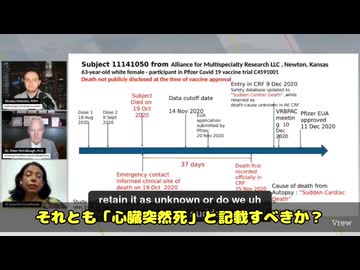 Subject 11141050 from Alliance for Multispecialty Research LLC , Newton, Kansas
63-year-old white female - participant in Pfizer Covid 19 vaccine trial C4591001
Death not publicly disclosed at the time of vaccine approval
Entry in CRF 9 Dec 2020
Safety database updated to
"Sudden Cardiac Death", while
retained as
death-cause unknown in AE CRF
Nicolas Hulscher, MPH
Dose 1
18 Aug
2020
Dose 2
9 Sept
2020
Subject
Died on
19 Oct
2020
Data cutoff date
14 Nov 2020
EUA
application
submitted by
Pfizer,
20 Nov 2020
VRBPAC
meeting
10
Dec
2020
Pfizer EUA
approved
11 Dec 2020
Dr. Peter McCullough, M.D.
37 days
Emergency contact
informed clinical site of
death on 19 Oct 2020
Death first
recorded
officially in
CRF
25 Nov 2020
Cause of death from
Autopsy : "Sudden
Cardiac Death"
retain it as unknown or do we uh
それとも「心臓突然死」と記載すべきか？
Vrew